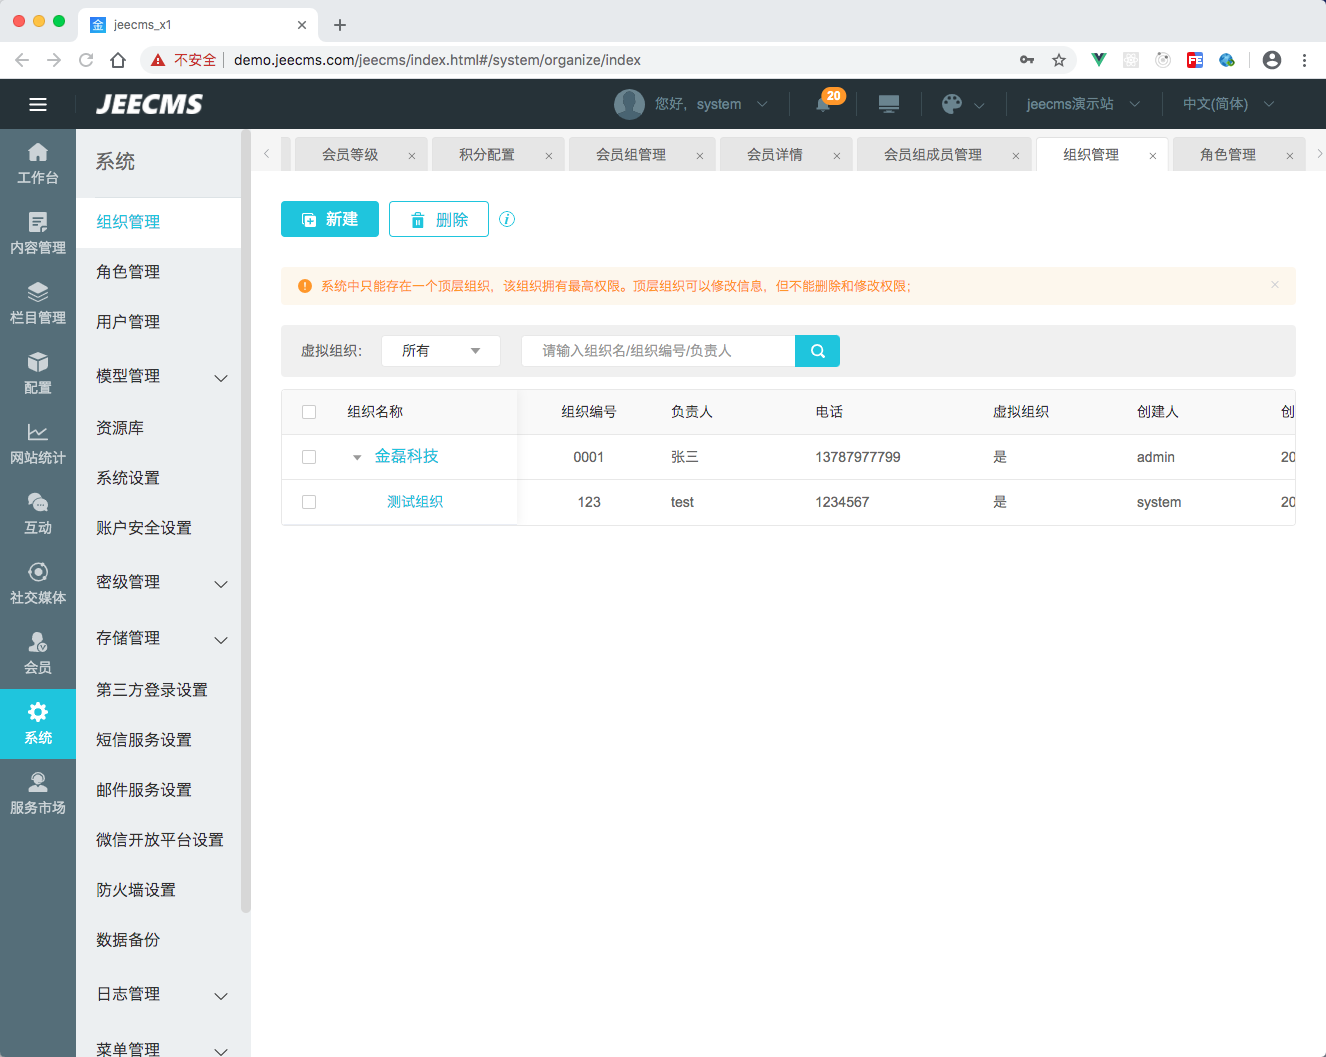 金 jeecms_x1
不安全 demo.jeecms.com/jeecms/index.html#/system/organize/index
FE
JEECMS 您好，system 20 jeecms演示站 中文(简体)
工作台
内容管理
栏目管理
配置
网站统计
互动
社交媒体
会员
系统
服务市场
系统
组织管理
角色管理
用户管理
模型管理
资源库
系统设置
账户安全设置
密级管理
存储管理
第三方登录设置
短信服务设置
邮件服务设置
微信开放平台设置
防火墙设置
数据备份
日志管理
菜单管理
会员等级 积分配置 会员组管理 会员详情 会员组成员管理 组织管理 角色管理
新建 删除
系统中只能存在一个顶层组织，该组织拥有最高权限。顶层组织可以修改信息，但不能删除和修改权限；
虚拟组织： 所有 请输入组织名/组织编号/负责人
组织名称 组织编号 负责人 电话 虚拟组织 创建人 创
金磊科技 0001 张三 13787977799 是 admin 20
测试组织 123 test 1234567 是 system 20